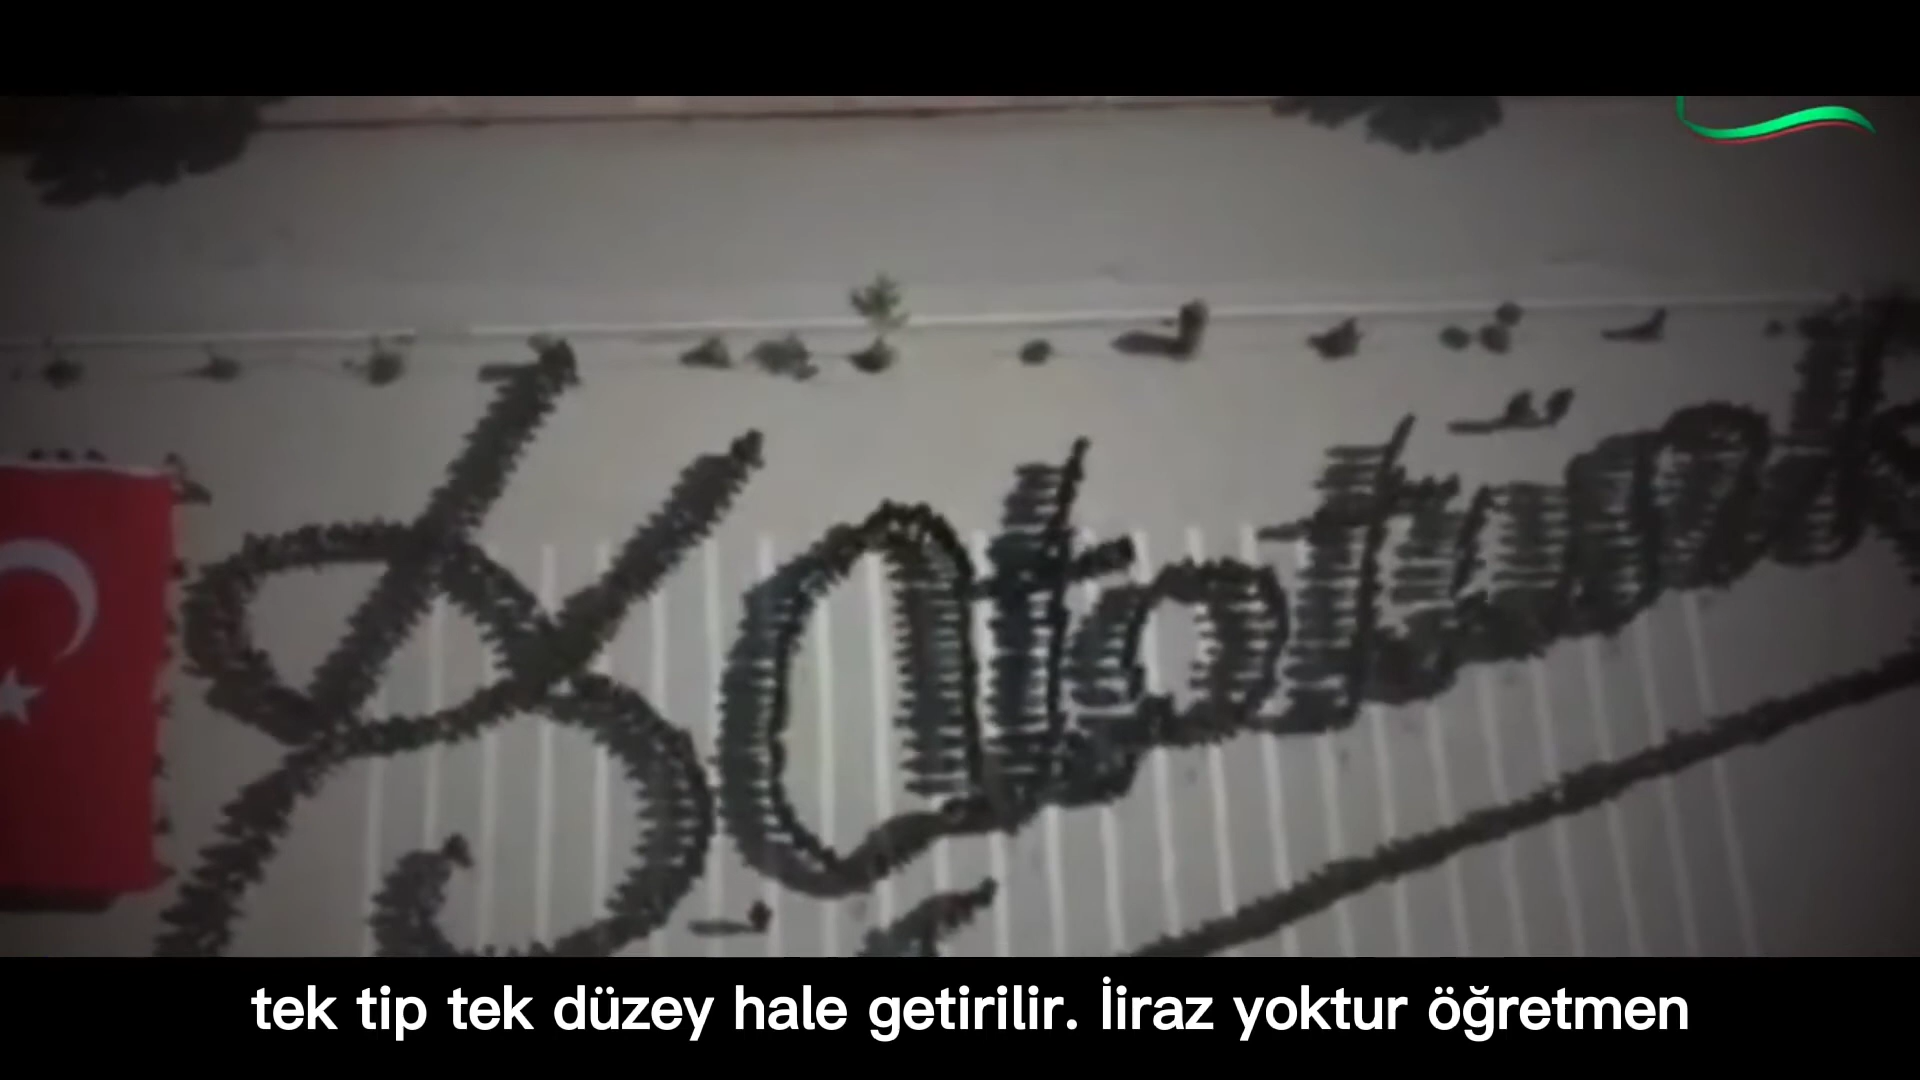 K. Atatürk
tek tip tek düzey hale getirilir. İiraz yoktur öğretmen